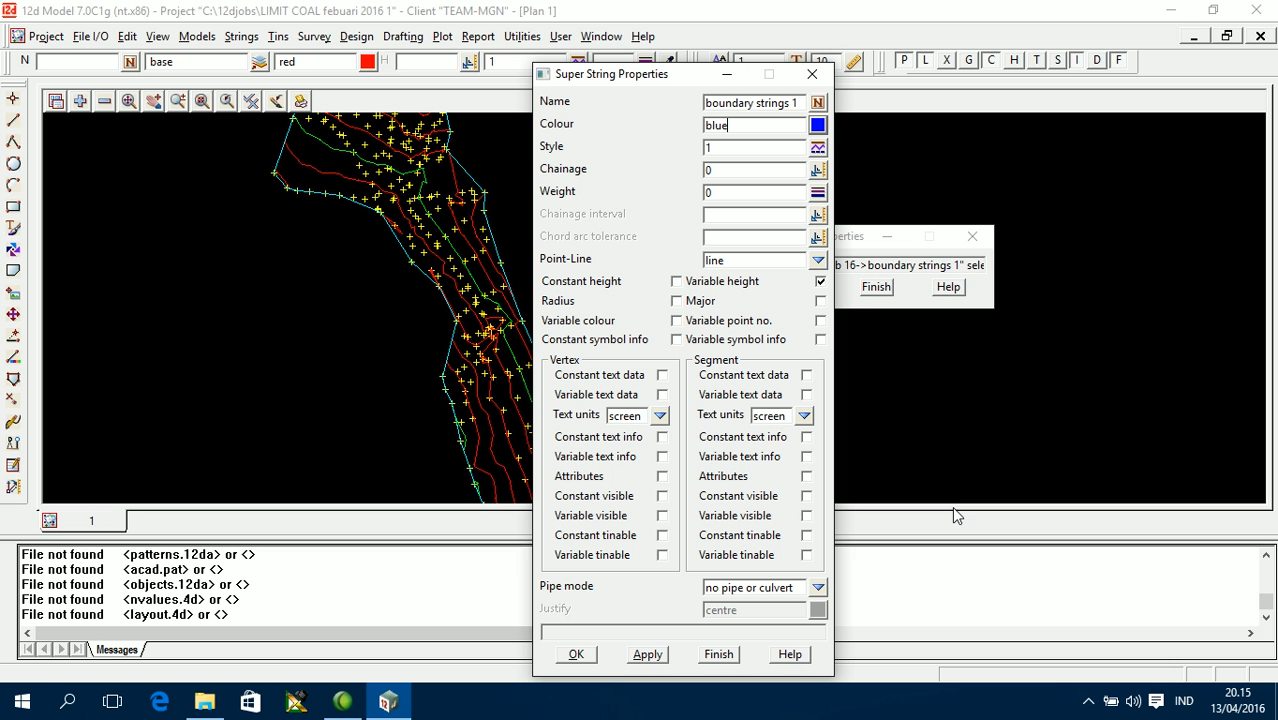 12d Model 7.0C1g (nt.x86) - Project "C:\12djobs\LIMIT COAL febuari 2016 1" - Client "TEAM-MGN" - [Plan 1]
Project File I/O Edit View Models Strings Tins Survey Design Drafting Plot Report Utilities User Window Help
N base red H 1 1 10 P L X G C H T S I D F
Super String Properties
Name boundary strings 1
Colour blue
Style 1
Chainage 0
Weight 0
Chainage interval
Chord arc tolerance
Point-Line line
Constant height Variable height
Radius Major
Variable colour Variable point no.
Constant symbol info Variable symbol info
Vertex Segment
Constant text data Constant text data
Variable text data Variable text data
Text units screen Text units screen
Constant text info Constant text info
Variable text info Variable text info
Attributes Attributes
Constant visible Constant visible
Variable visible Variable visible
Constant tinable Constant tinable
Variable tinable Variable tinable
Pipe mode no pipe or culvert
Justify centre
OK Apply Finish Help
perties
b 16->boundary strings 1" sele
Finish Help
1
File not found <patterns.12da> or <>
File not found <acad.pat> or <>
File not found <objects.12da> or <>
File not found <nvalues.4d> or <>
File not found <layout.4d> or <>
Messages
IND
20.15
13/04/2016